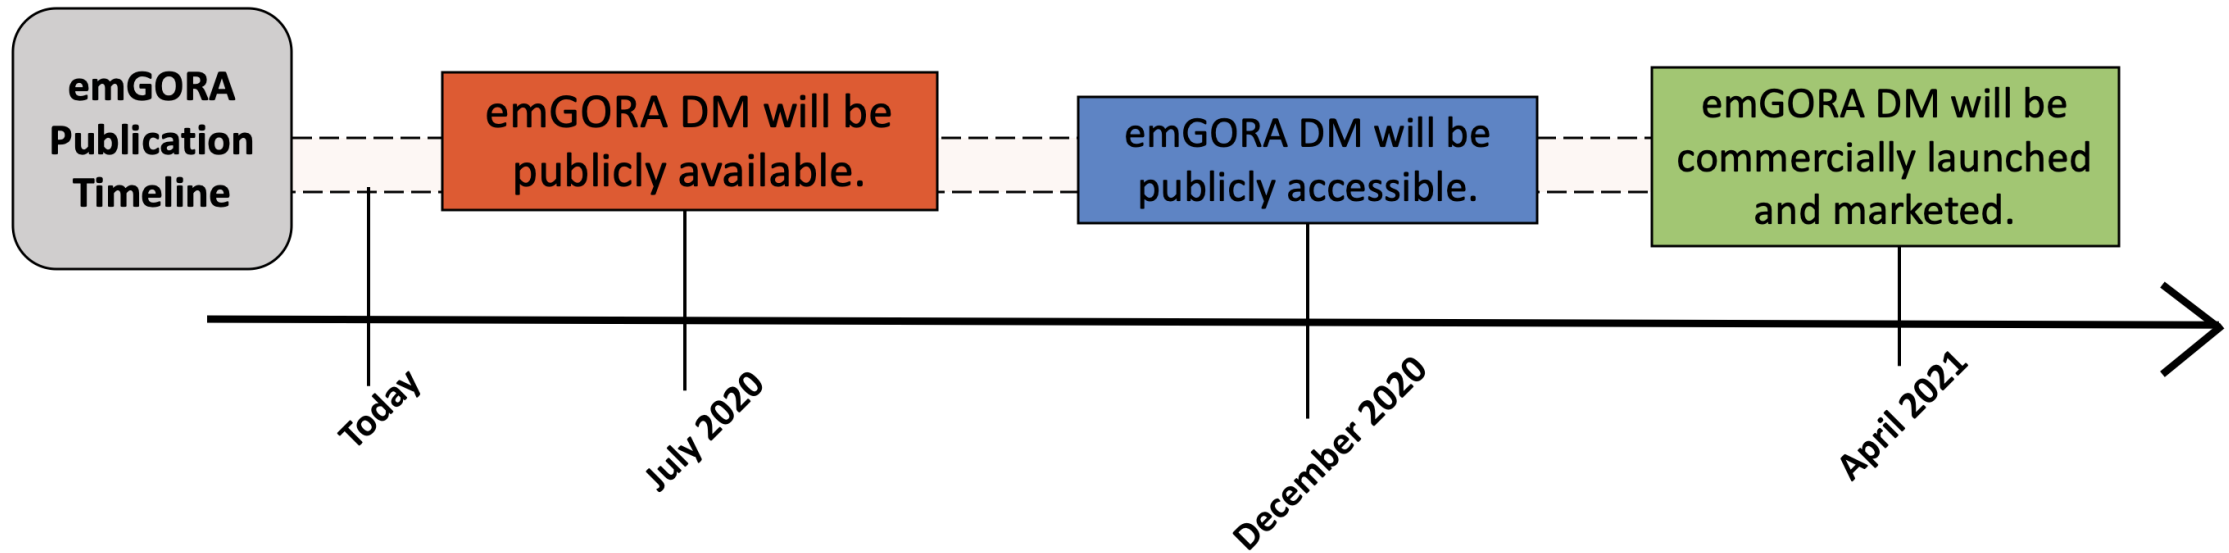 emGORA
Publication
Timeline
emGORA DM will be
publicly available.
emGORA DM will be
publicly accessible.
emGORA DM will be
commercially launched
and marketed.
Today
July 2020
December 2020
April 2021